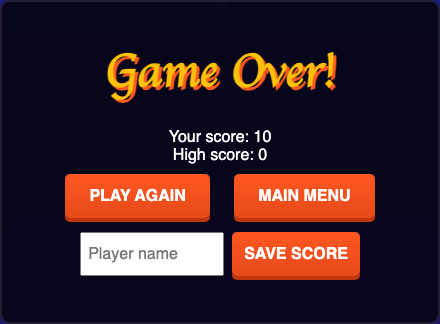 Game Over!
Your score: 10
High score: 0
PLAY AGAIN
MAIN MENU
Player name
SAVE SCORE